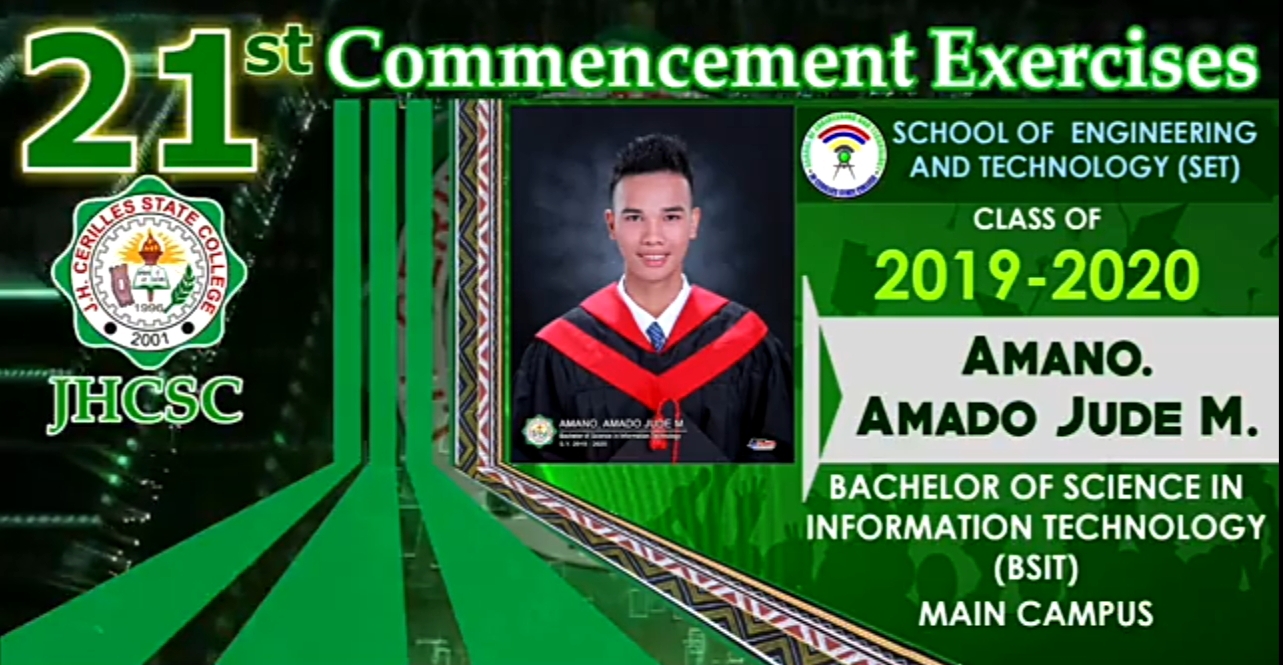 21st Commencement Exercises
J.H. CERILLES STATE COLLEGE
1996
2001
JHCSC
AMANO, AMADO JUDE M.
Bachelor of Science in Information Technology
S.Y. 2019 - 2020
SCHOOL OF ENGINEERING
AND TECHNOLOGY (SET)
CLASS OF
2019-2020
AMANO.
AMADO JUDE M.
BACHELOR OF SCIENCE IN
INFORMATION TECHNOLOGY
(BSIT)
MAIN CAMPUS